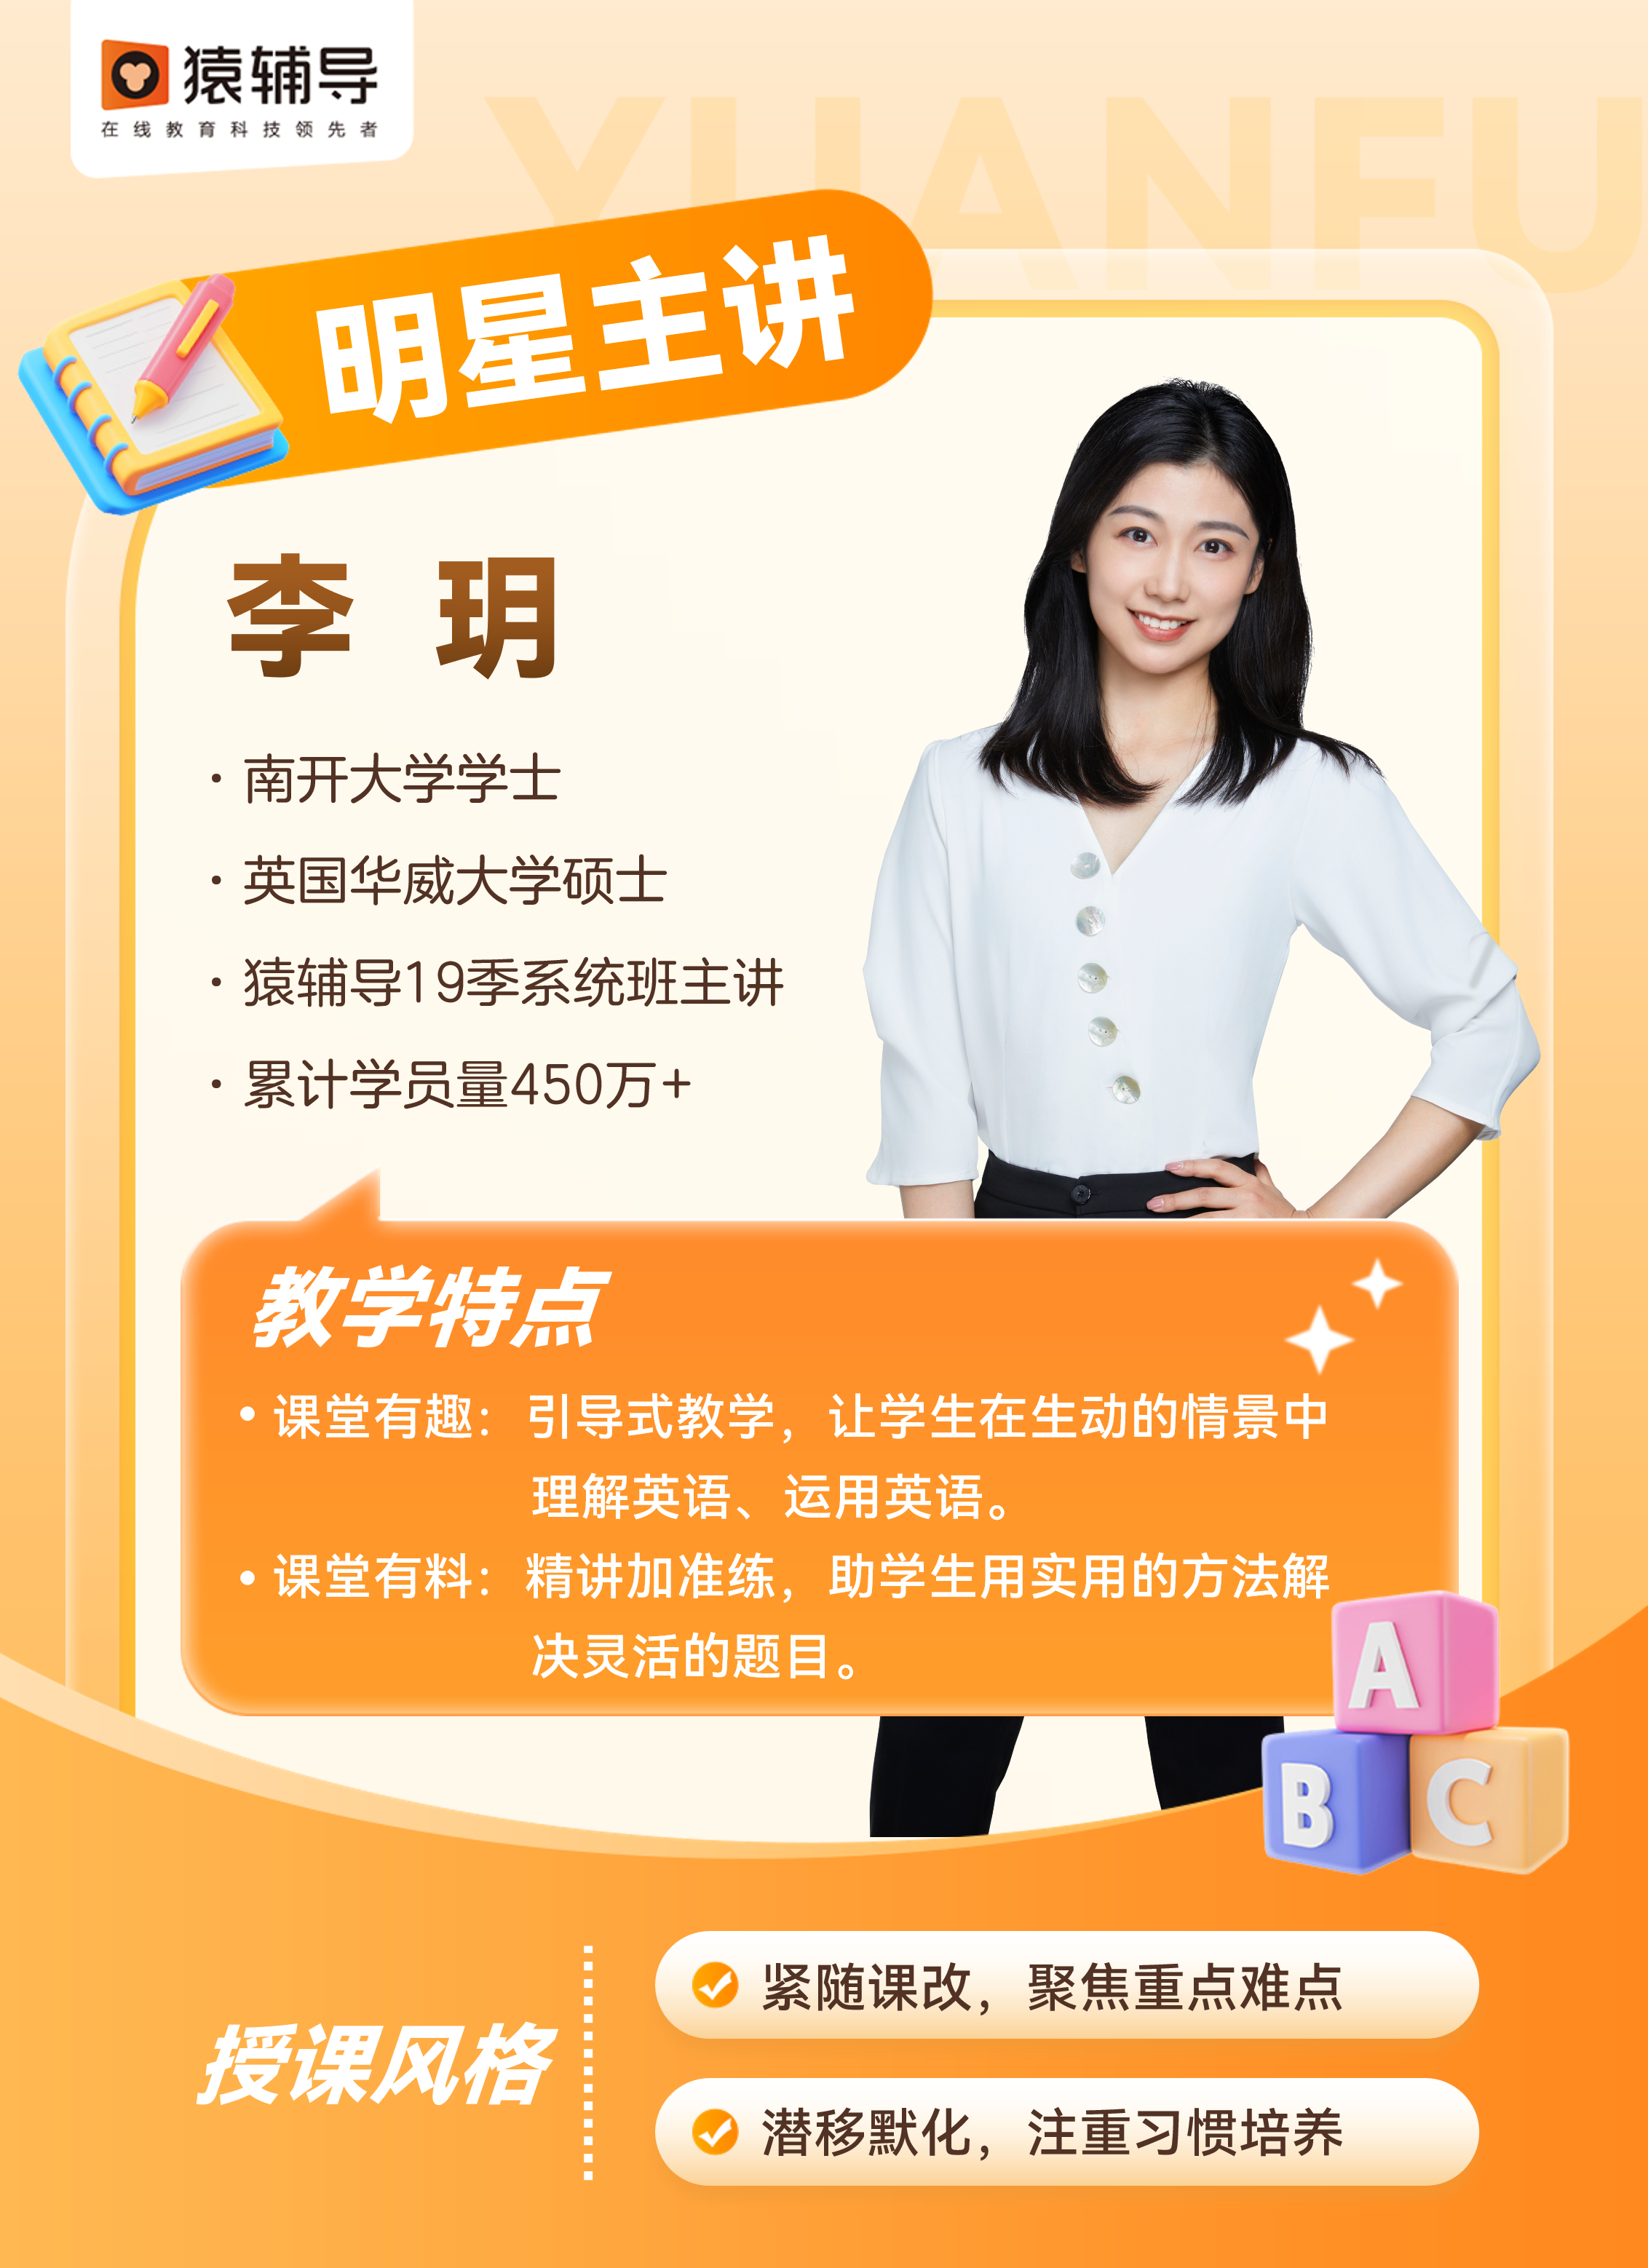 猿辅导
在线教育科技领先者
YUANFU
明星主讲
李 玥
· 南开大学学士
· 英国华威大学硕士
· 猿辅导19季系统班主讲
· 累计学员量450万+
教学特点
• 课堂有趣：引导式教学，让学生在生动的情景中
理解英语、运用英语。
• 课堂有料：精讲加准练，助学生用实用的方法解
决灵活的题目。
A
B C
授课风格
紧随课改，聚焦重点难点
潜移默化，注重习惯培养